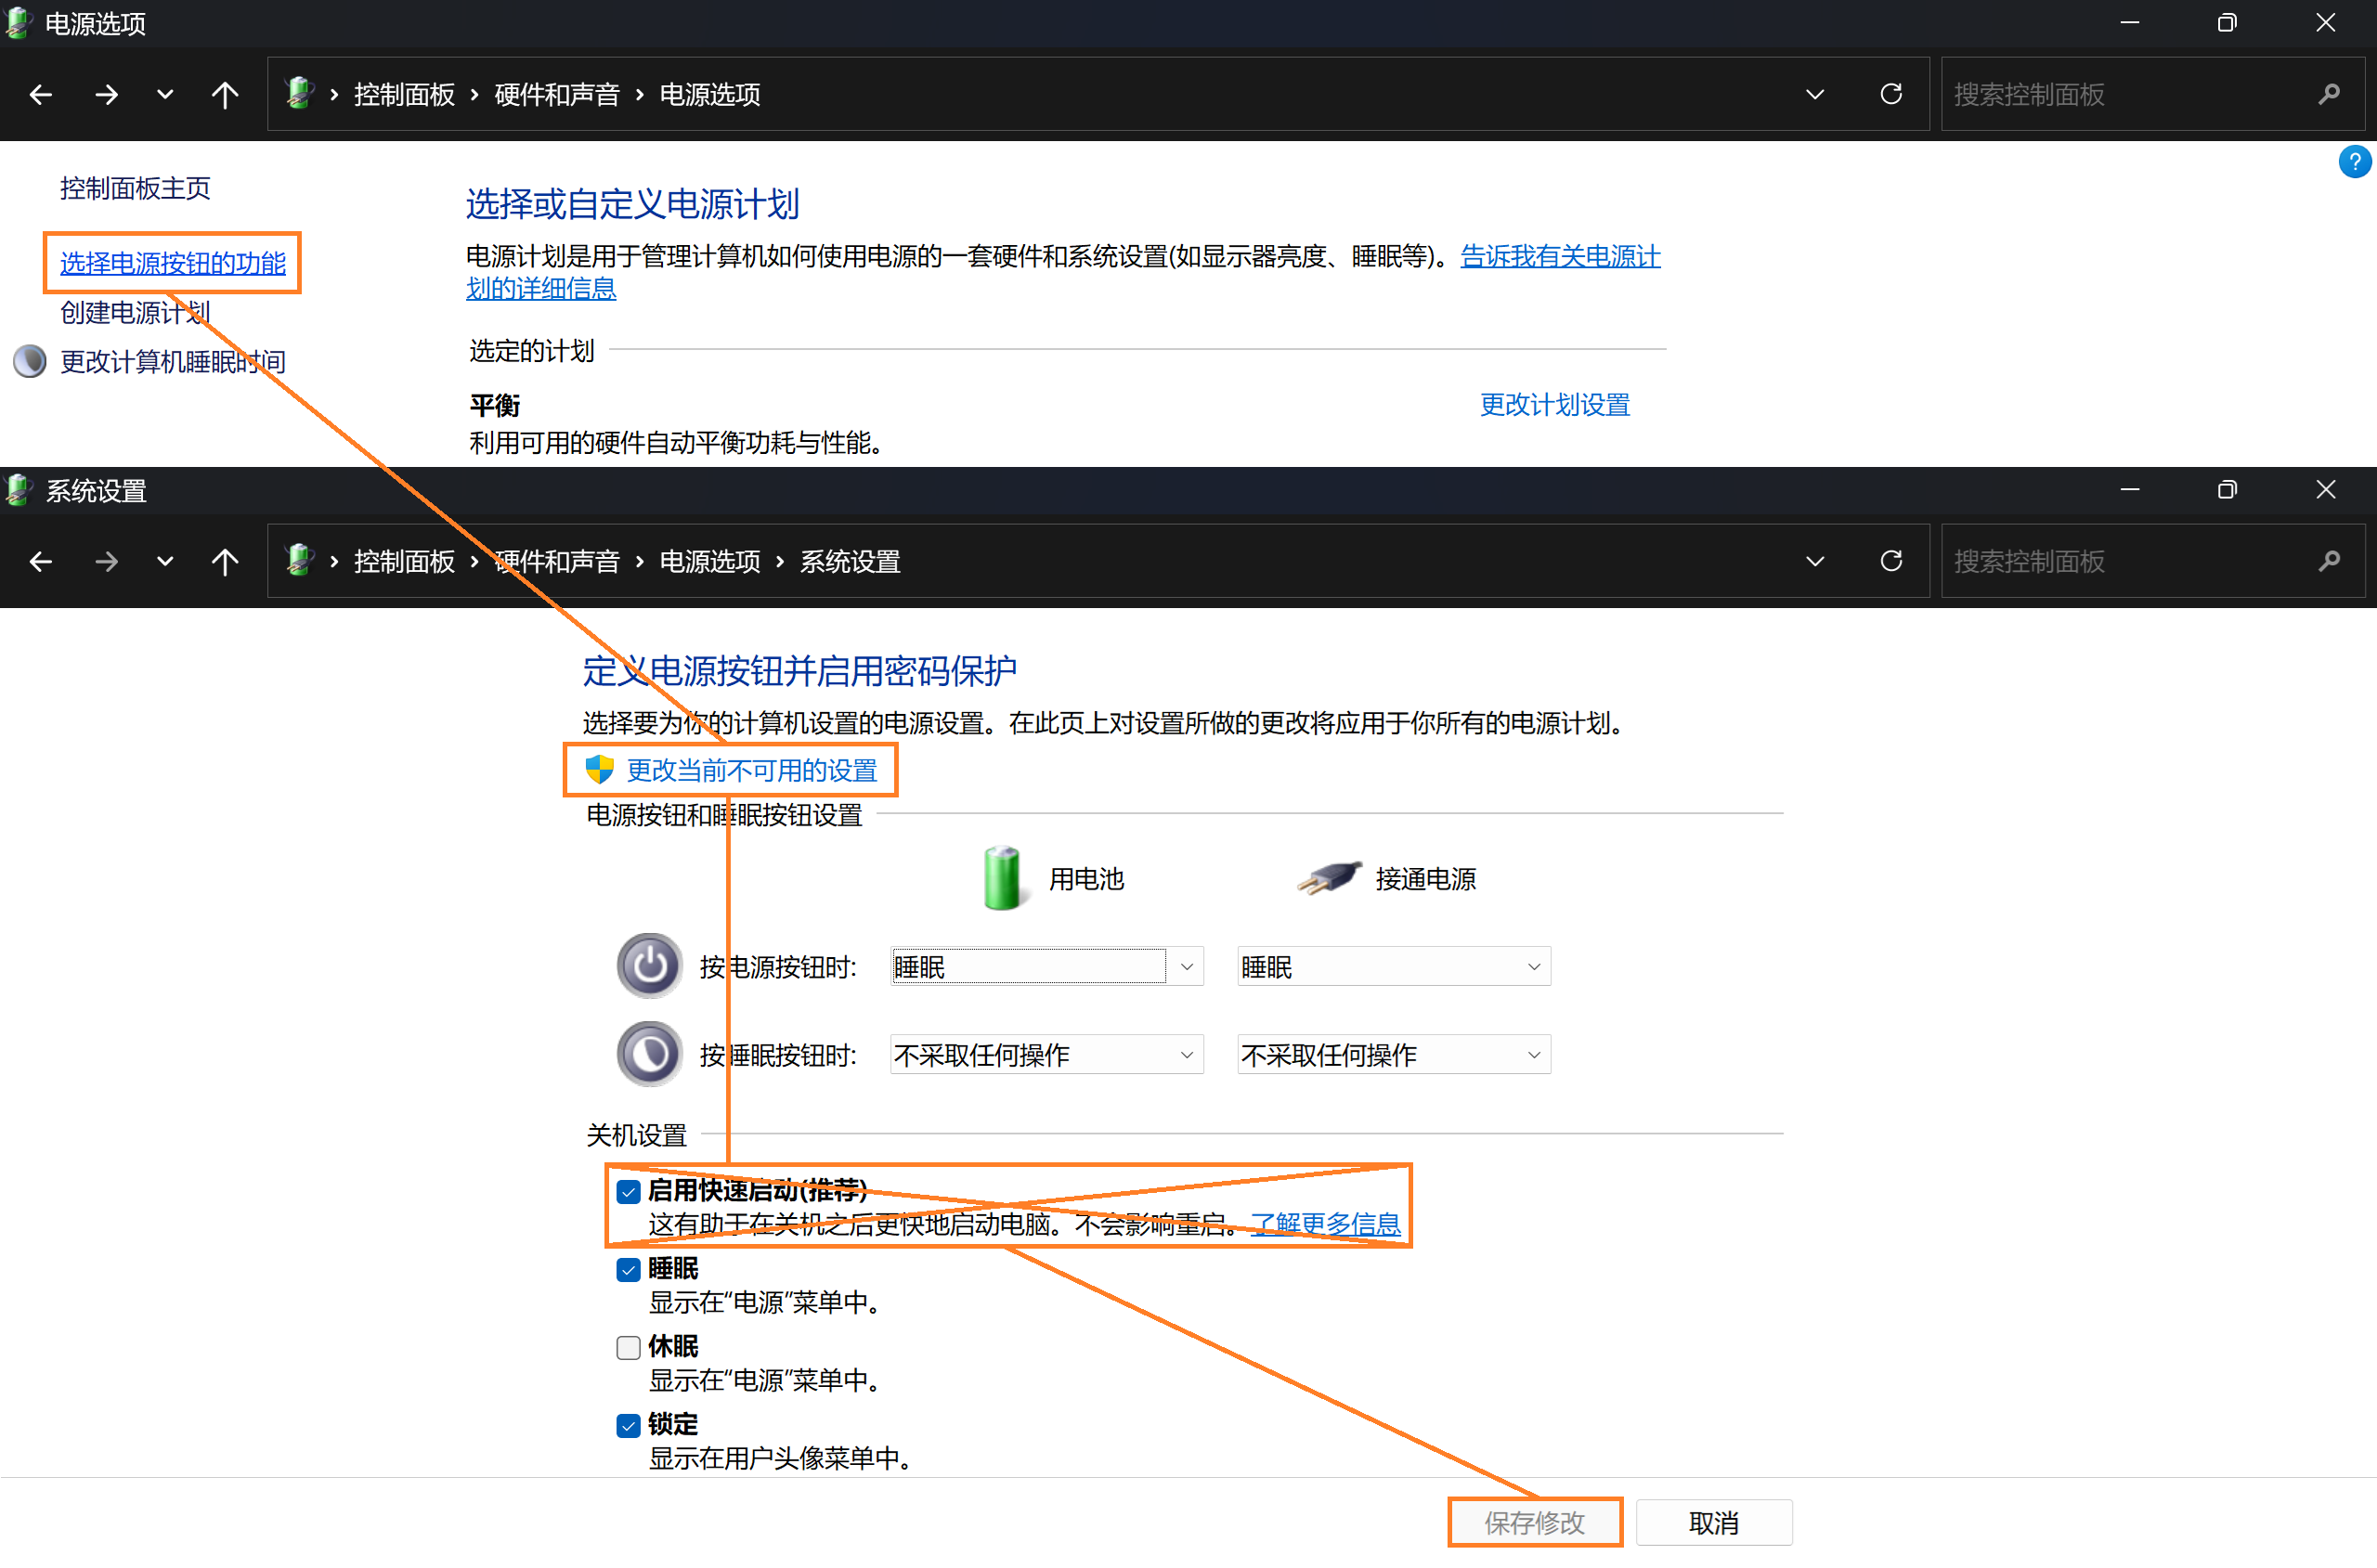 电源选项
控制面板 › 硬件和声音 › 电源选项
搜索控制面板
?
控制面板主页
选择电源按钮的功能
创建电源计划
更改计算机睡眠时间
选择或自定义电源计划
电源计划是用于管理计算机如何使用电源的一套硬件和系统设置(如显示器亮度、睡眠等)。告诉我有关电源计
划的详细信息
选定的计划
平衡
更改计划设置
利用可用的硬件自动平衡功耗与性能。
系统设置
控制面板 › 硬件和声音 › 电源选项 › 系统设置
搜索控制面板
定义电源按钮并启用密码保护
选择要为你的计算机设置的电源设置。在此页上对设置所做的更改将应用于你所有的电源计划。
更改当前不可用的设置
电源按钮和睡眠按钮设置
用电池
接通电源
按电源按钮时:
睡眠
睡眠
按睡眠按钮时:
不采取任何操作
不采取任何操作
关机设置
启用快速启动(推荐)
这有助于在关机之后更快地启动电脑。不会影响重启。了解更多信息
睡眠
显示在“电源”菜单中。
休眠
显示在“电源”菜单中。
锁定
显示在用户头像菜单中。
保存修改
取消